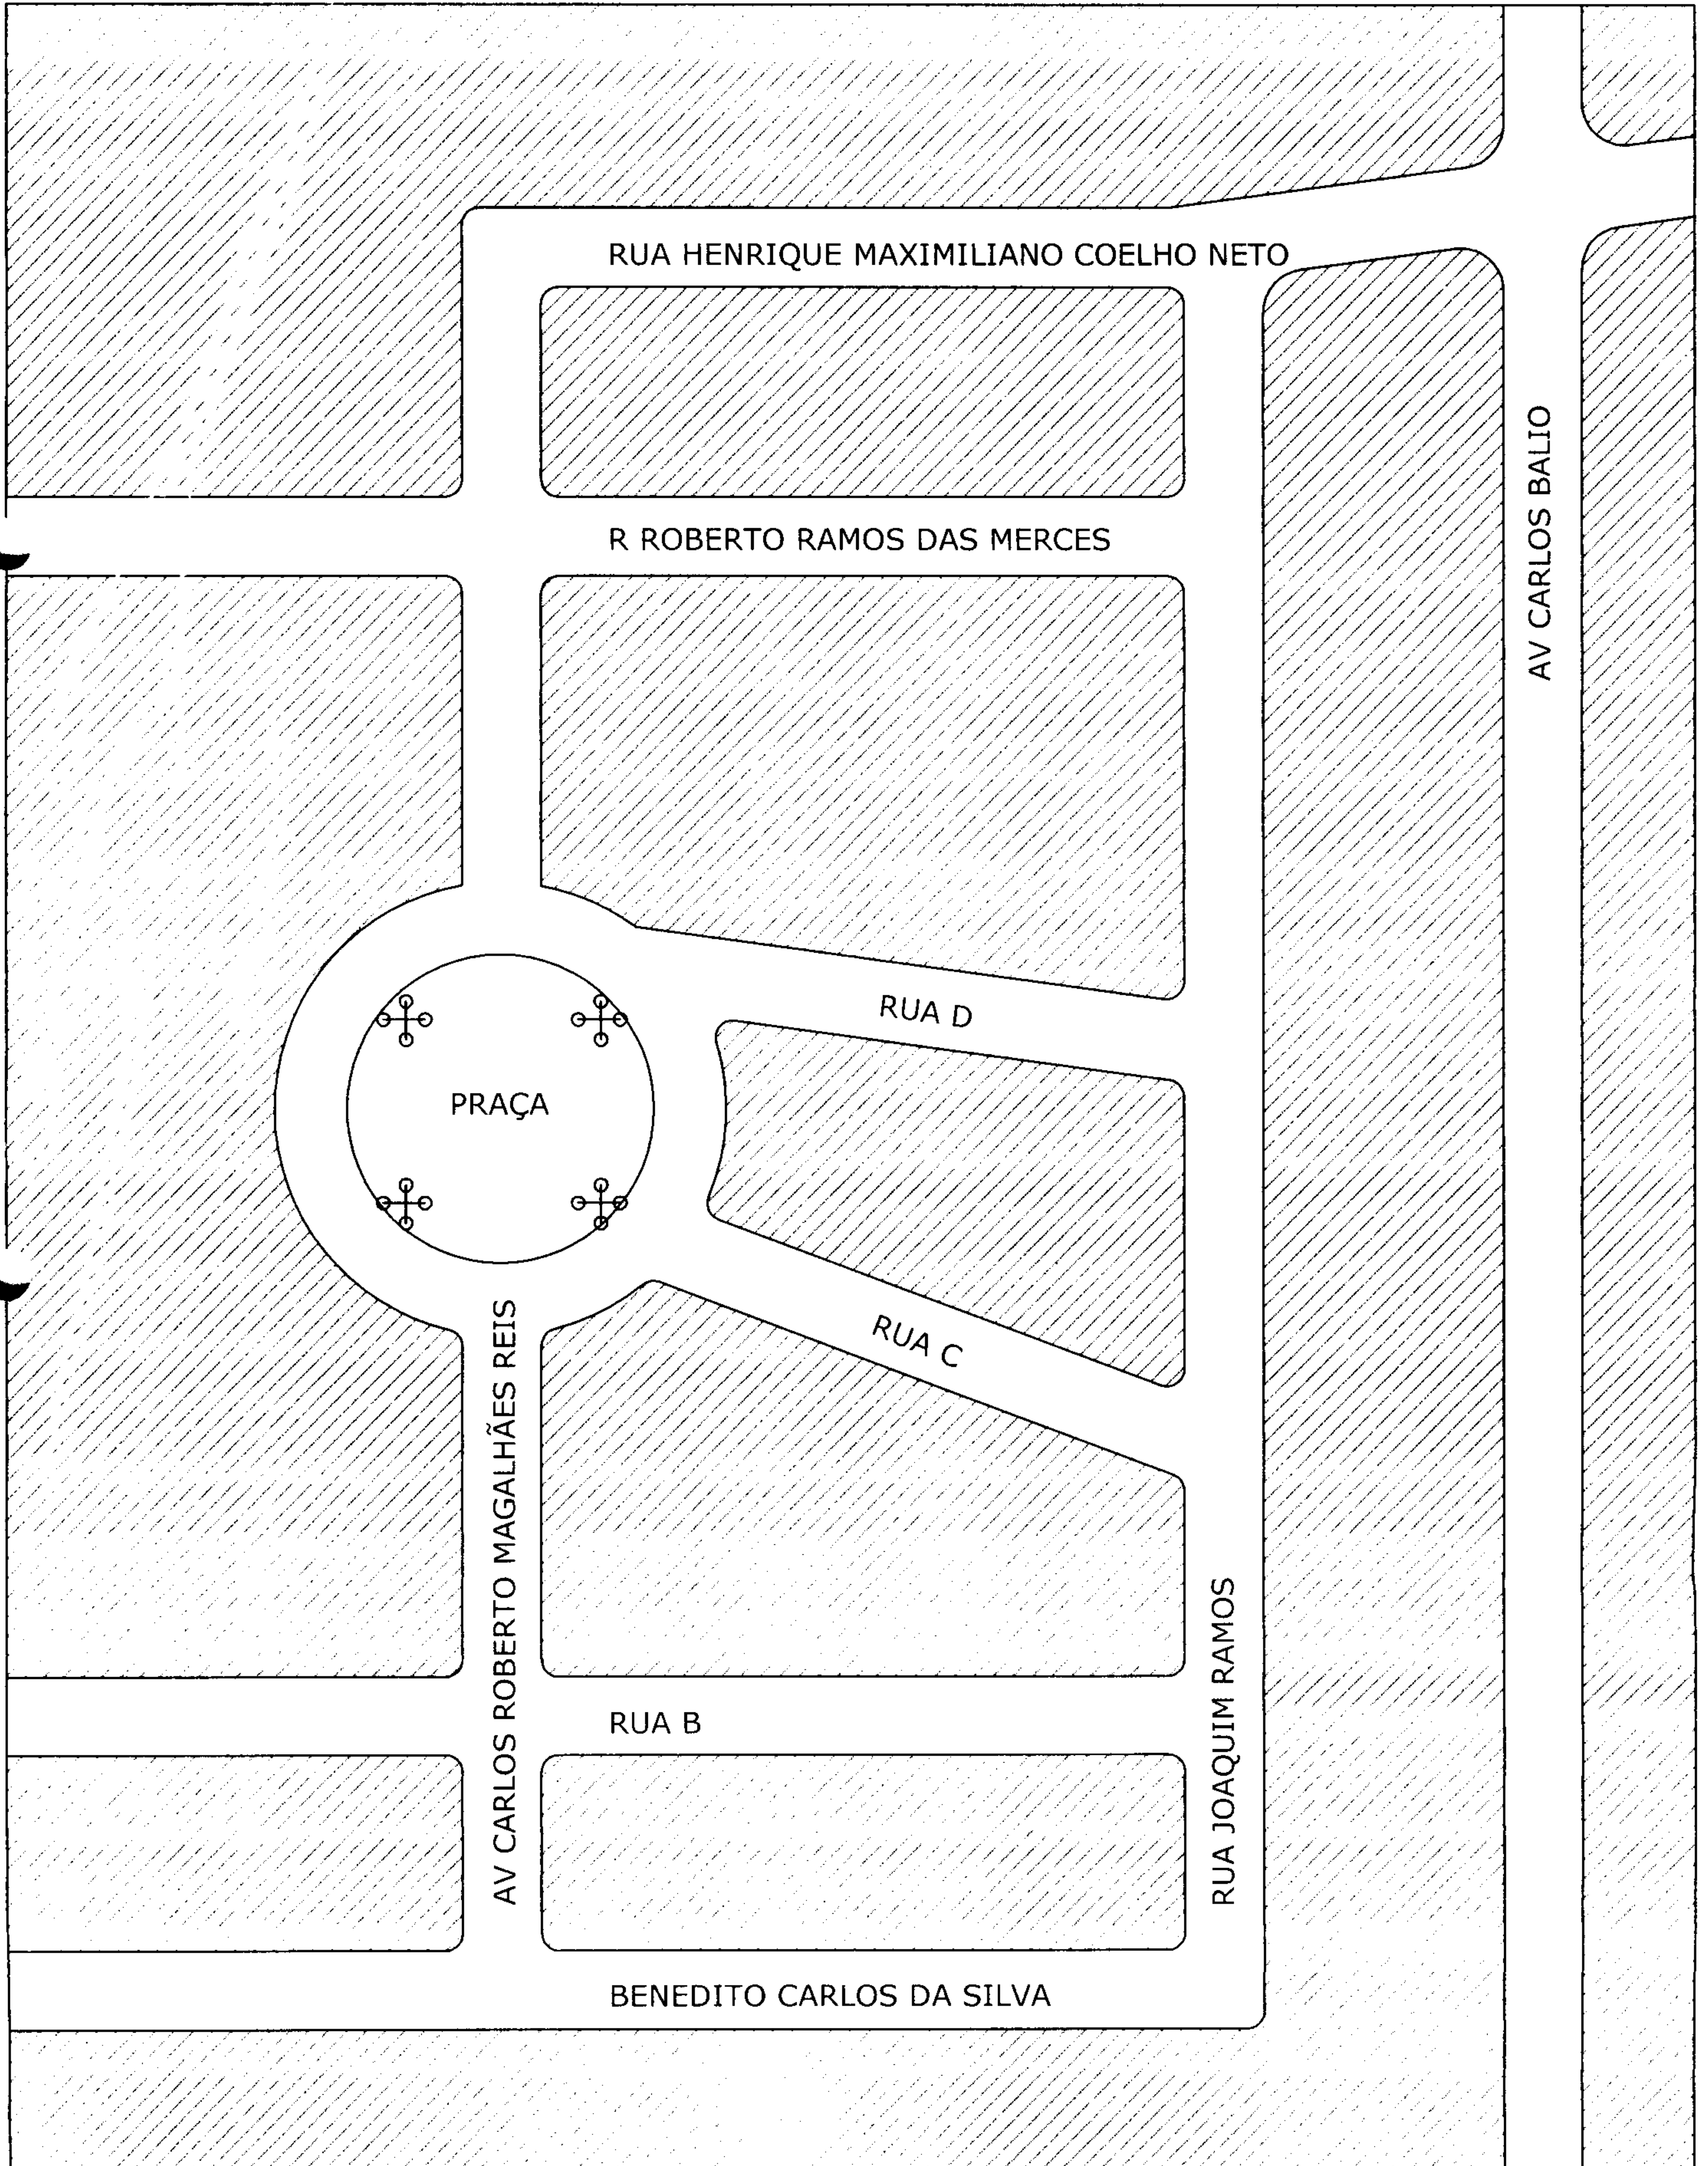 RUA HENRIQUE MAXIMILIANO COELHO NETO
R ROBERTO RAMOS DAS MERCES
AV CARLOS BALIO
RUA D
PRAÇA
RUA C
AV CARLOS ROBERTO MAGALHÃES REIS
RUA JOAQUIM RAMOS
RUA B
BENEDITO CARLOS DA SILVA